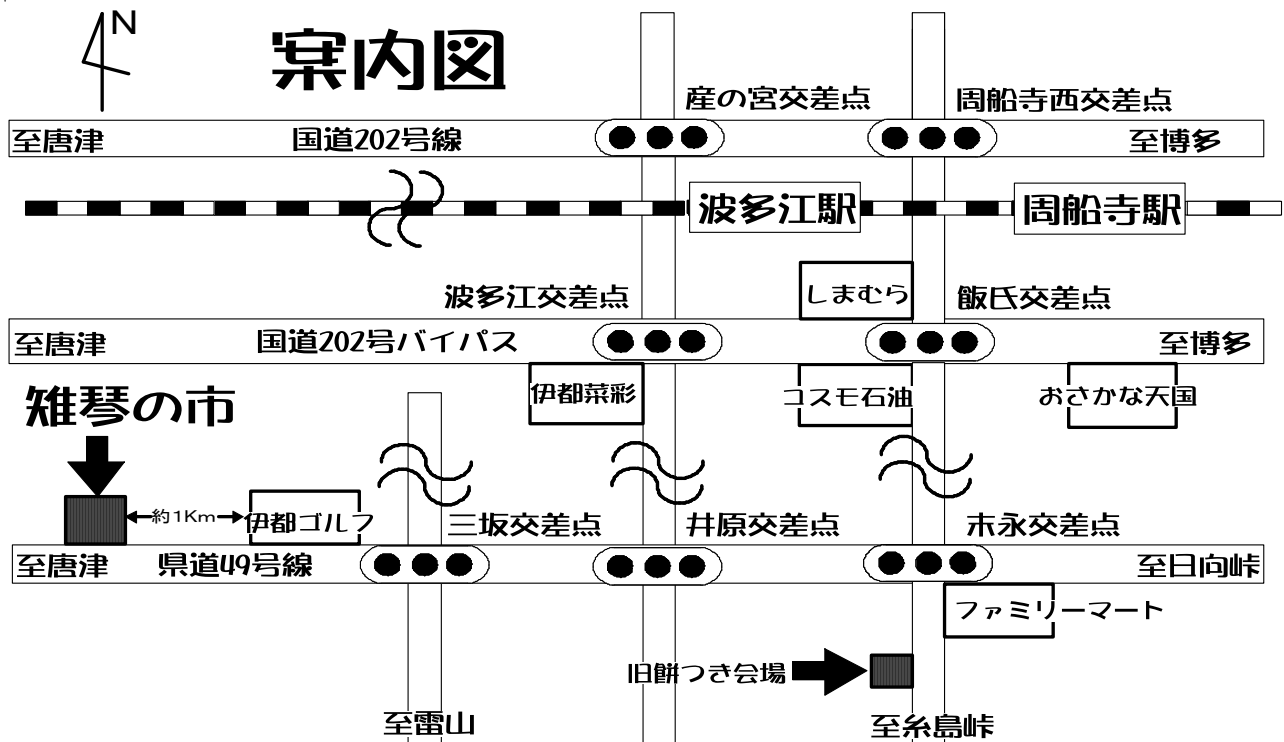 N
案内図
産の宮交差点
周船寺西交差点
至唐津
国道202号線
至博多
波多江駅
周船寺駅
しまむら
波多江交差点
飯氏交差点
至唐津
国道202号バイパス
至博多
伊都菜彩
コスモ石油
おさかな天国
雉琴の市
約1Km
伊都ゴルフ
三坂交差点
井原交差点
末永交差点
至唐津
県道49号線
至日向峠
ファミリーマート
旧餅つき会場
至雷山
至糸島峠